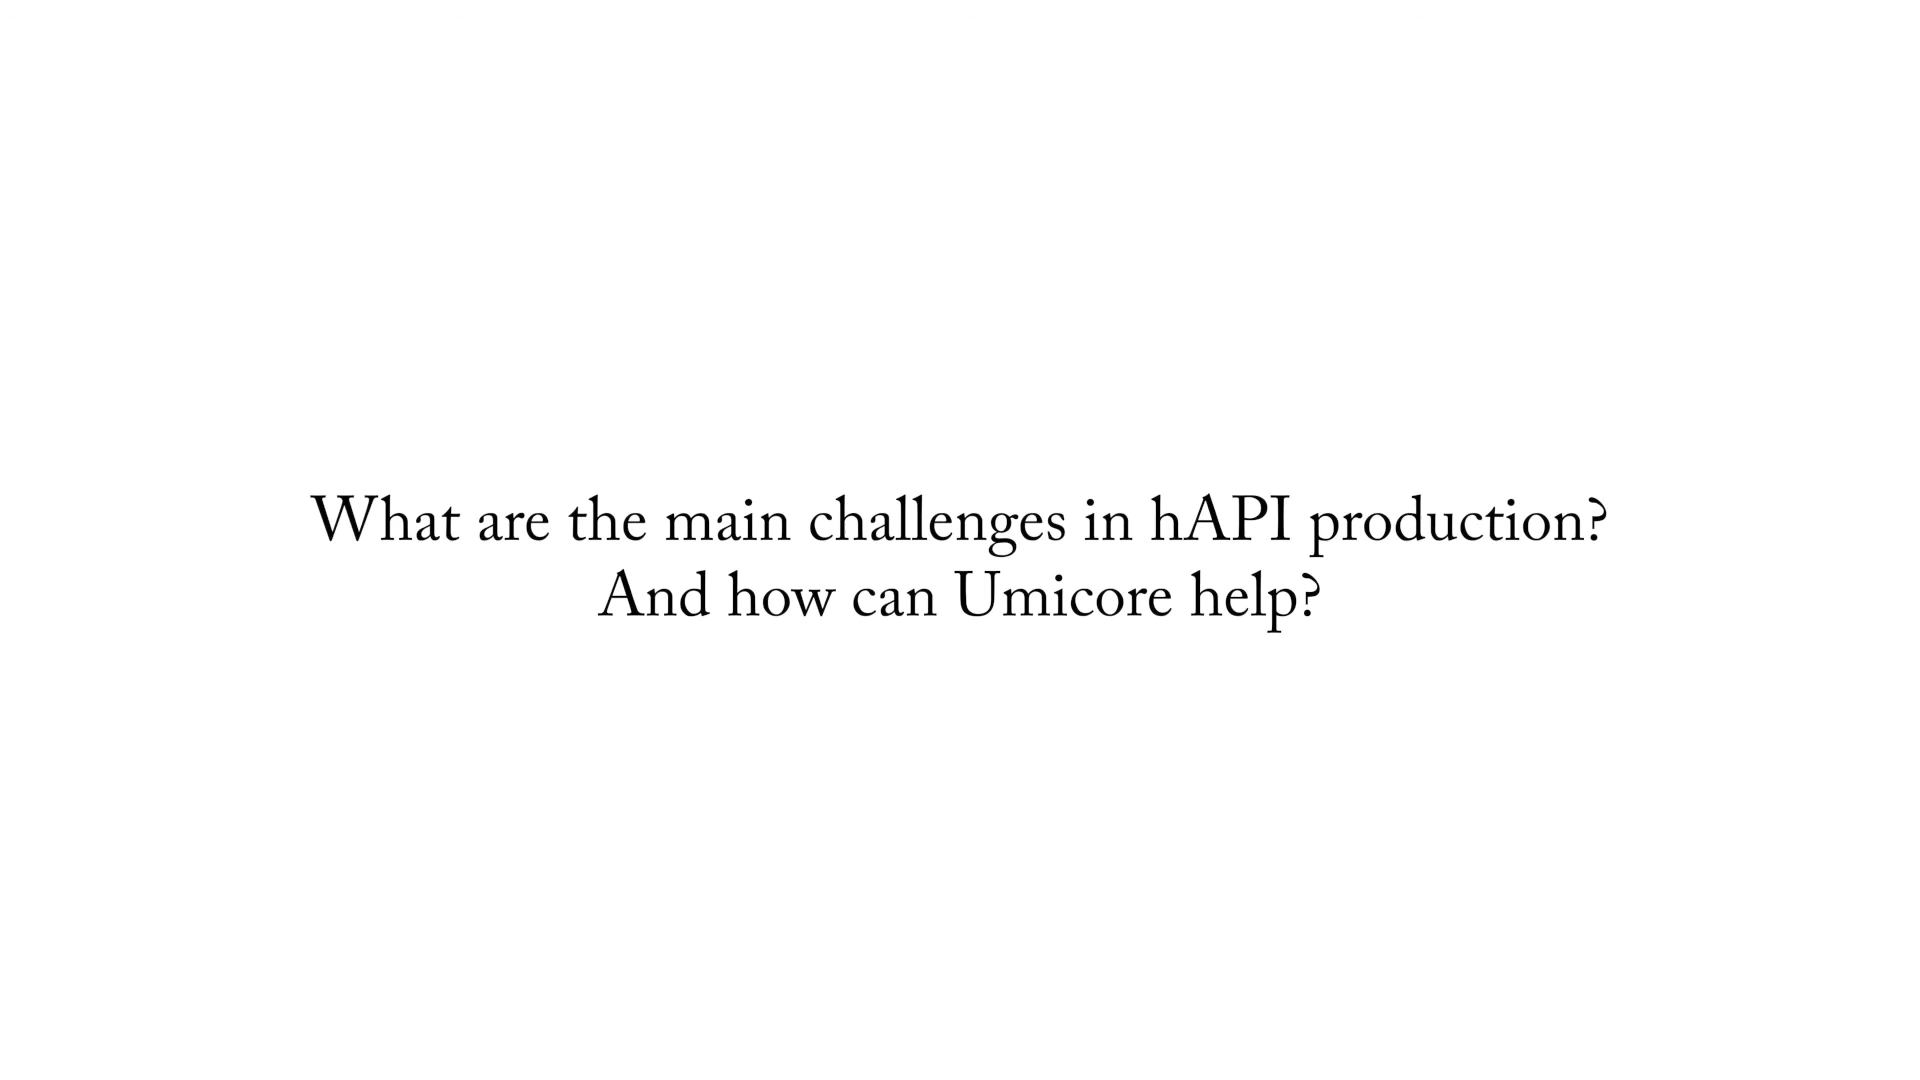 What are the main challenges in hAPI production?
And how can Umicore help?